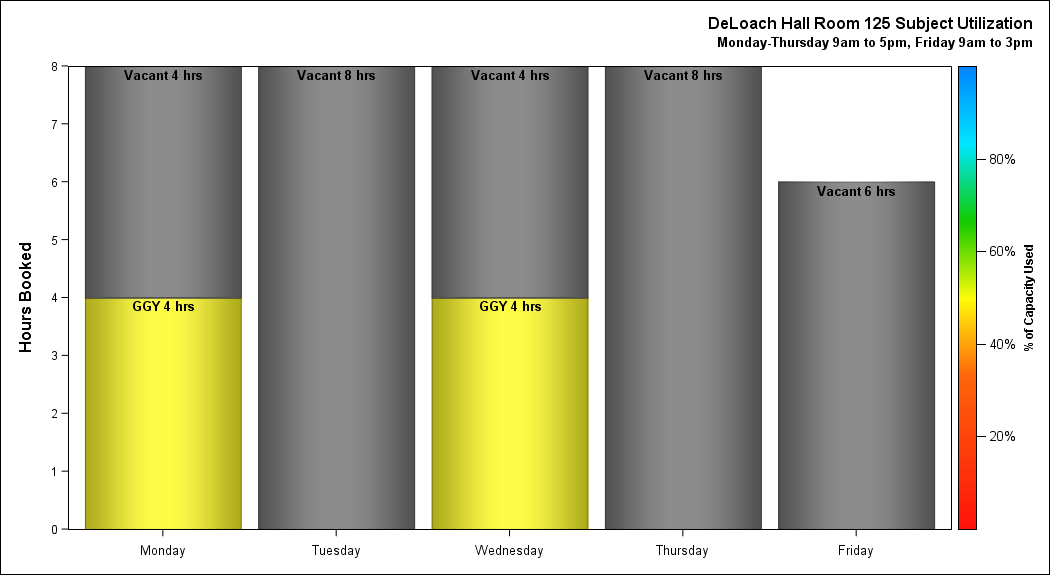 DeLoach Hall Room 125 Subject Utilization
Monday-Thursday 9am to 5pm, Friday 9am to 3pm
Hours Booked
8
7
6
5
4
3
2
1
0
Vacant 4 hrs
Vacant 8 hrs
Vacant 4 hrs
Vacant 8 hrs
Vacant 6 hrs
GGY 4 hrs
GGY 4 hrs
Monday
Tuesday
Wednesday
Thursday
Friday
80%
60%
40%
20%
% of Capacity Used